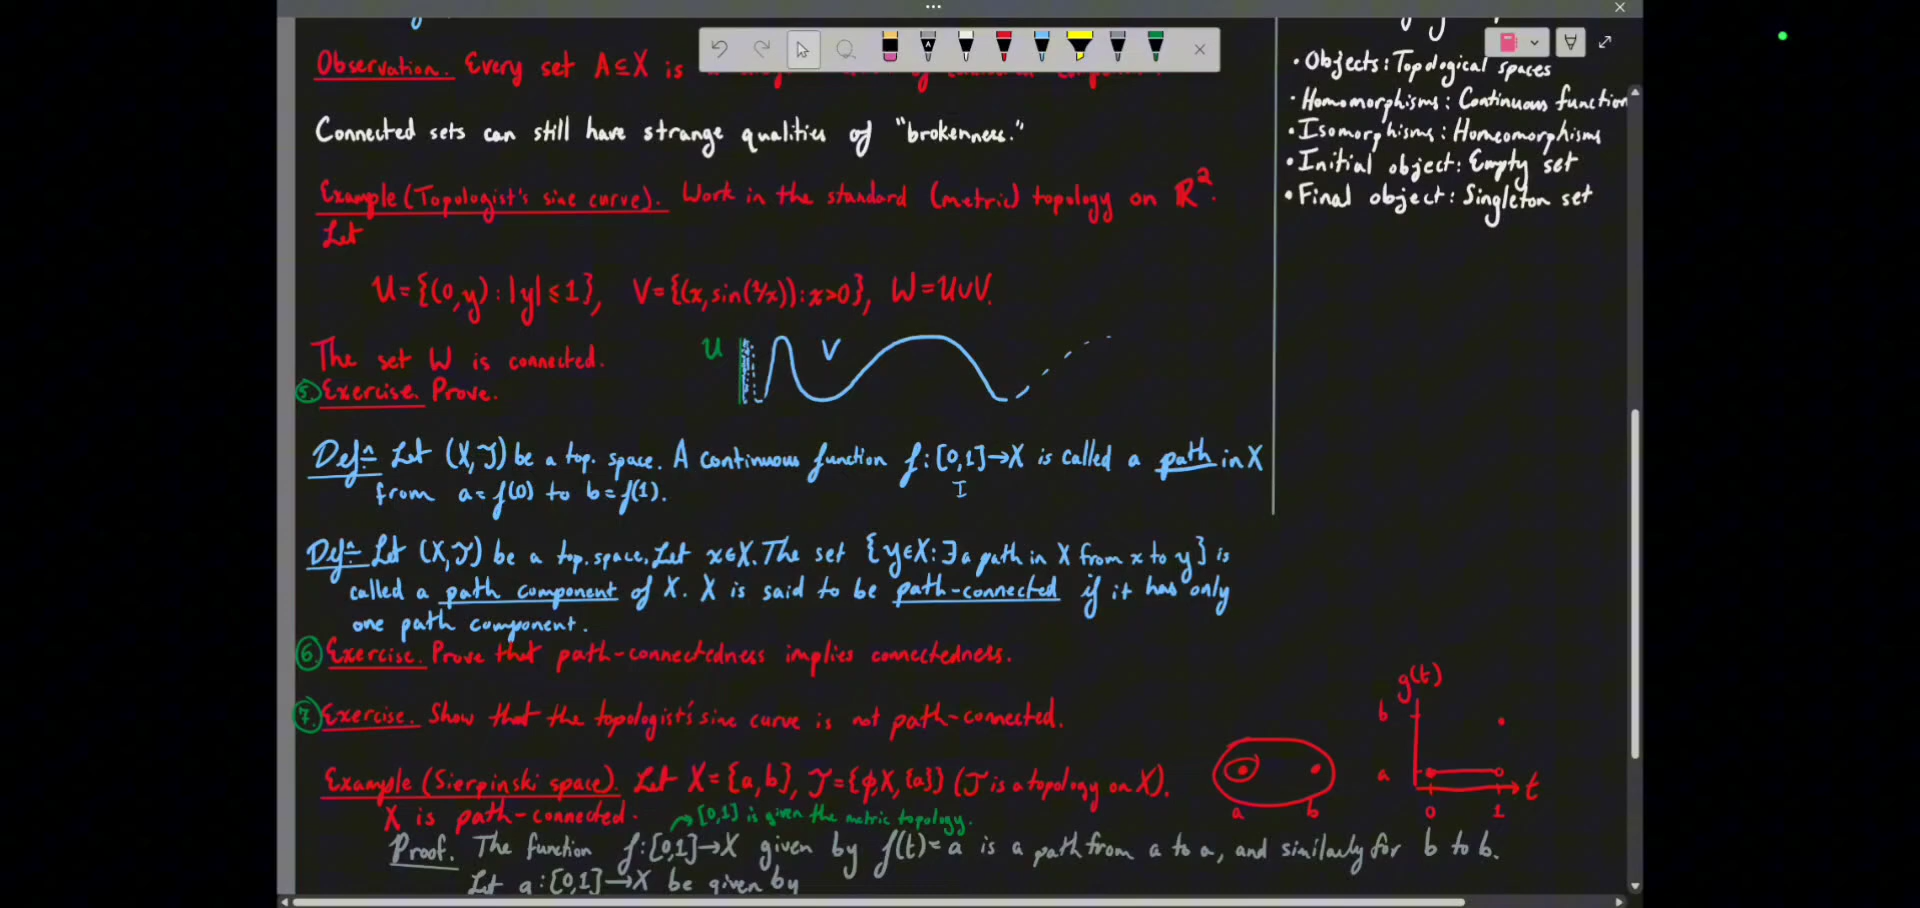 Observation. Every set A⊆X is
Connected sets can still have strange qualities of "brokenness."
Example (Topologist's sine curve). Work in the standard (metric) topology on ℝ².
Let
U={(0,y):|y|≤1}, V={(x,sin(1/x)):x>0}, W=U∪V.
The set W is connected.
U V
5. Exercise. Prove.
Defⁿ: Let (X,𝒯) be a top. space. A continuous function f:[0,1]→X is called a path in X
from a=f(0) to b=f(1).
Defⁿ: Let (X,𝒯) be a top. space. Let x∈X. The set {y∈X:∃ a path in X from x to y} is
called a path component of X. X is said to be path-connected if it has only
one path component.
6. Exercise. Prove that path-connectedness implies connectedness.
7. Exercise. Show that the topologist's sine curve is not path-connected.
Example (Sierpinski space). Let X={a,b}, 𝒯={ϕ,X,{a}} (𝒯 is a topology on X).
X is path-connected.
[0,1] is given the metric topology.
Proof. The function f:[0,1]→X given by f(t)=a is a path from a to a, and similarly for b to b.
Let g:[0,1]→X be given by
a b
g(t)
b
a
t
0 1
• Objects: Topological spaces
• Homomorphisms: Continuous function
• Isomorphisms: Homeomorphisms
• Initial object: Empty set
• Final object: Singleton set